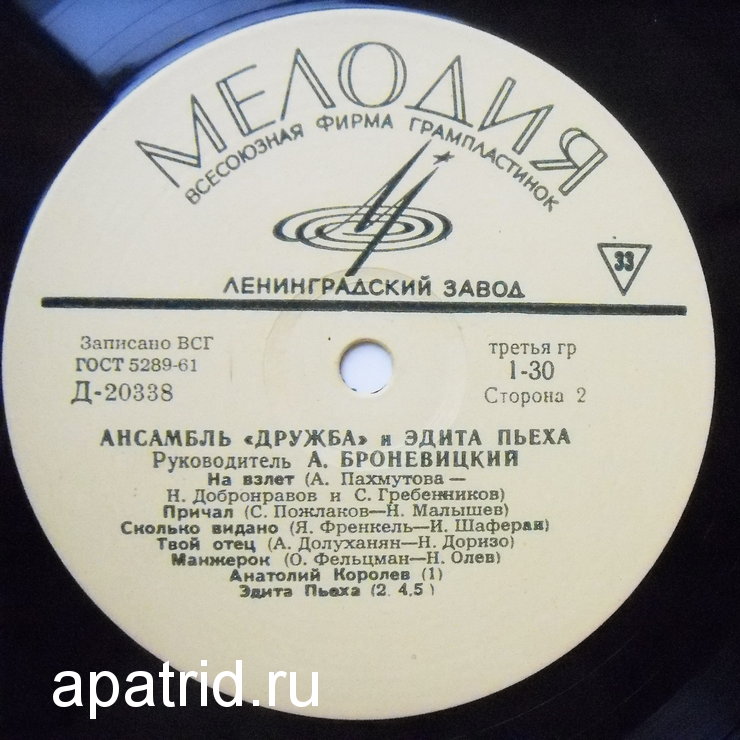 МЕЛОДИЯ
ВСЕСОЮЗНАЯ ФИРМА ГРАМПЛАСТИНОК
33
ЛЕНИНГРАДСКИЙ ЗАВОД
Записано ВСГ
ГОСТ 5289-61
Д-20338
третья гр
1-30
Сторона 2
АНСАМБЛЬ «ДРУЖБА» и ЭДИТА ПЬЕХА
Руководитель А. БРОНЕВИЦКИЙ
На взлет (А. Пахмутова—
Н. Добронравов и С. Гребенников)
Причал (С. Пожлаков—Н. Малышев)
Сколько видано (Я. Френкель—И. Шаферан)
Твой отец (А. Долуханян—Н. Доризо)
Манжерок (О. Фельцман—Н. Олев)
Анатолий Королев (1)
Эдита Пьеха (2. 4,5 )
apatrid.ru